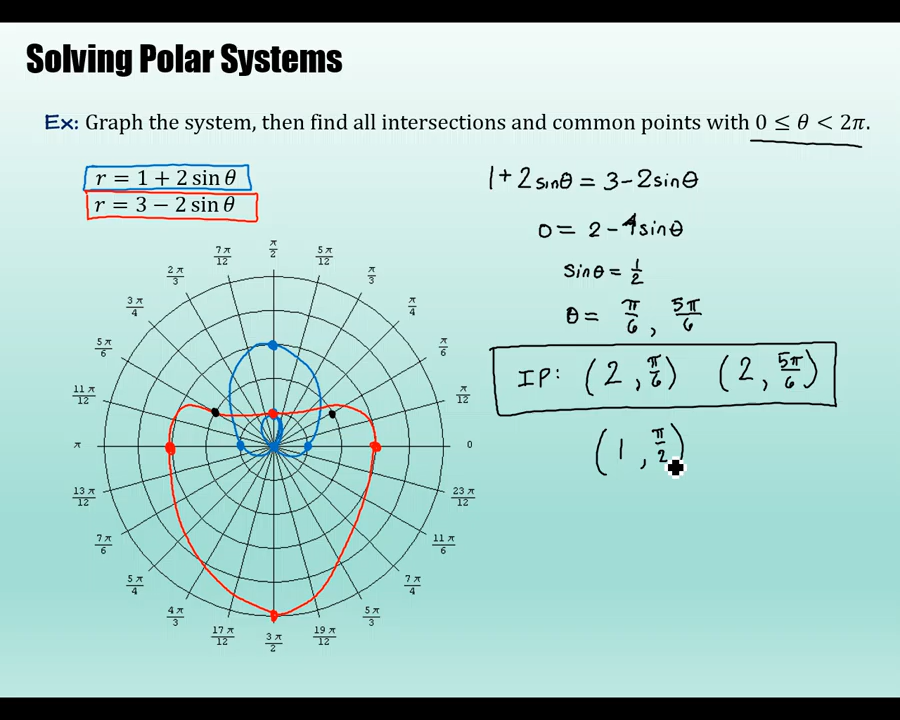 Solving Polar Systems
Ex: Graph the system, then find all intersections and common points with 0 ≤ θ < 2π.
r = 1 + 2 sin θ
r = 3 − 2 sin θ
1 + 2 sinθ = 3 − 2 sinθ
0 = 2 − 4 sinθ
sinθ = 1/2
θ = π/6 , 5π/6
IP: (2, π/6) (2, 5π/6)
(1, π/2)
π/2
7π/12 5π/12
2π/3 π/3
3π/4 π/4
5π/6 π/6
11π/12 π/12
π 0
13π/12 23π/12
7π/6 11π/6
5π/4 7π/4
4π/3 5π/3
17π/12 19π/12
3π/2